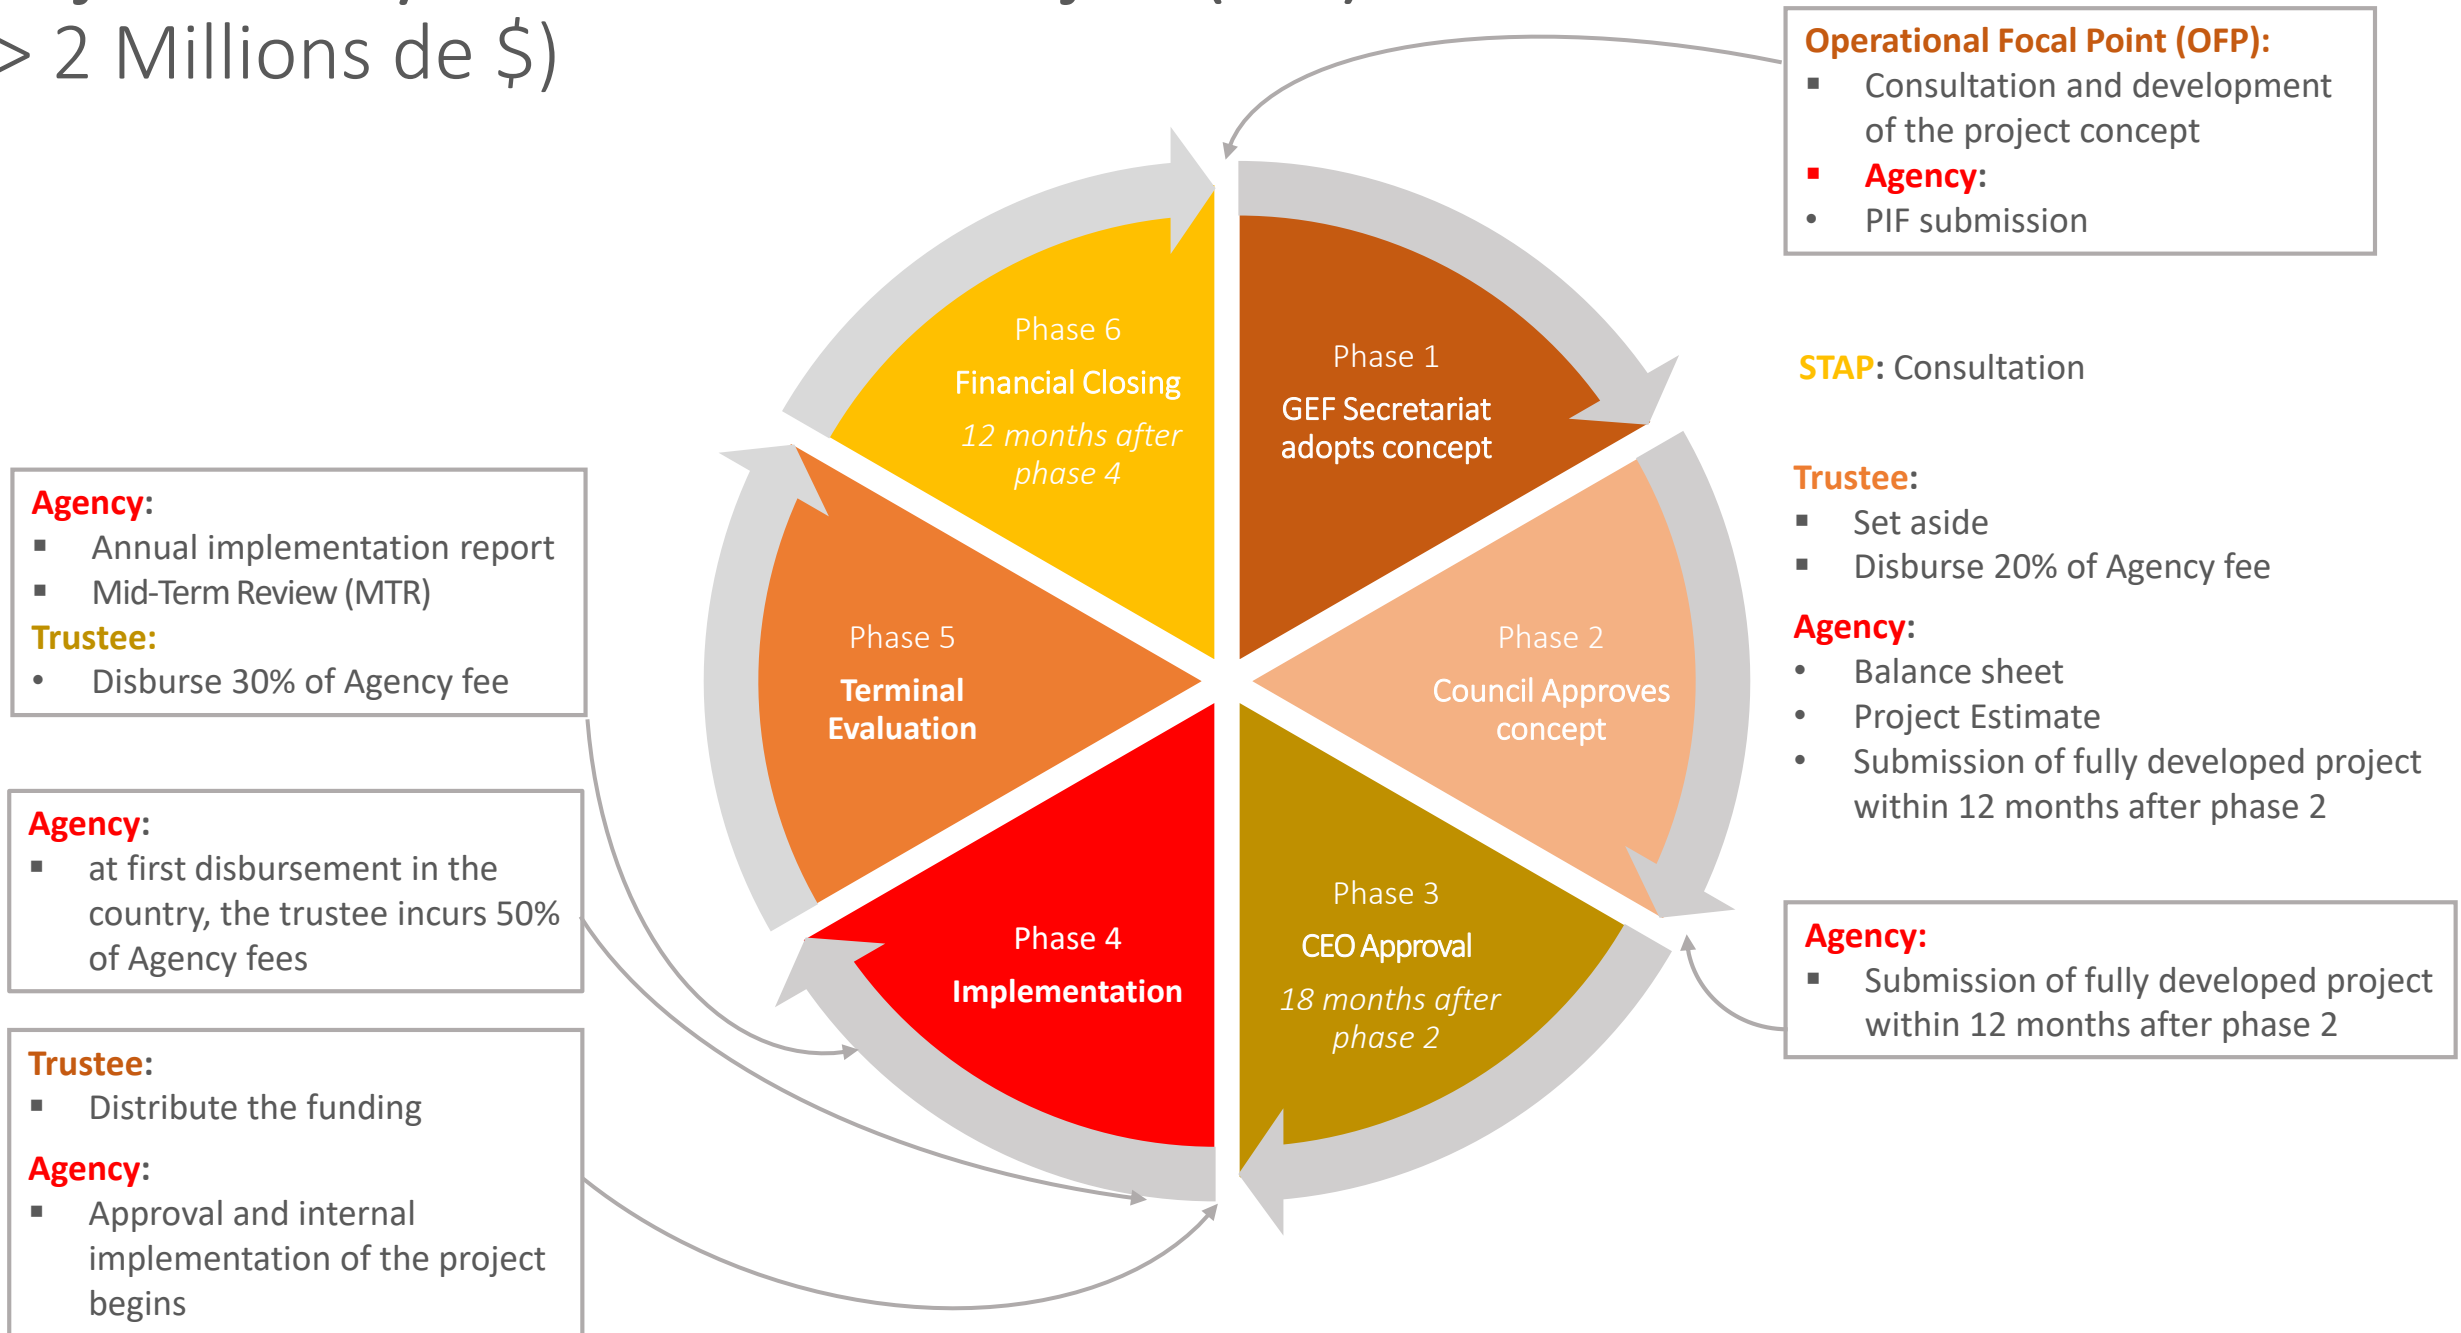 > 2 Millions de $)
Operational Focal Point (OFP):
▪ Consultation and development
of the project concept
▪ Agency:
• PIF submission
STAP: Consultation
Trustee:
▪ Set aside
▪ Disburse 20% of Agency fee
Agency:
• Balance sheet
• Project Estimate
• Submission of fully developed project
within 12 months after phase 2
Agency:
▪ Submission of fully developed project
within 12 months after phase 2
Phase 1
GEF Secretariat
adopts concept
Phase 2
Council Approves
concept
Phase 3
CEO Approval
18 months after
phase 2
Phase 4
Implementation
Phase 5
Terminal
Evaluation
Phase 6
Financial Closing
12 months after
phase 4
Agency:
▪ Annual implementation report
▪ Mid-Term Review (MTR)
Trustee:
• Disburse 30% of Agency fee
Agency:
▪ at first disbursement in the
country, the trustee incurs 50%
of Agency fees
Trustee:
▪ Distribute the funding
Agency:
▪ Approval and internal
implementation of the project
begins